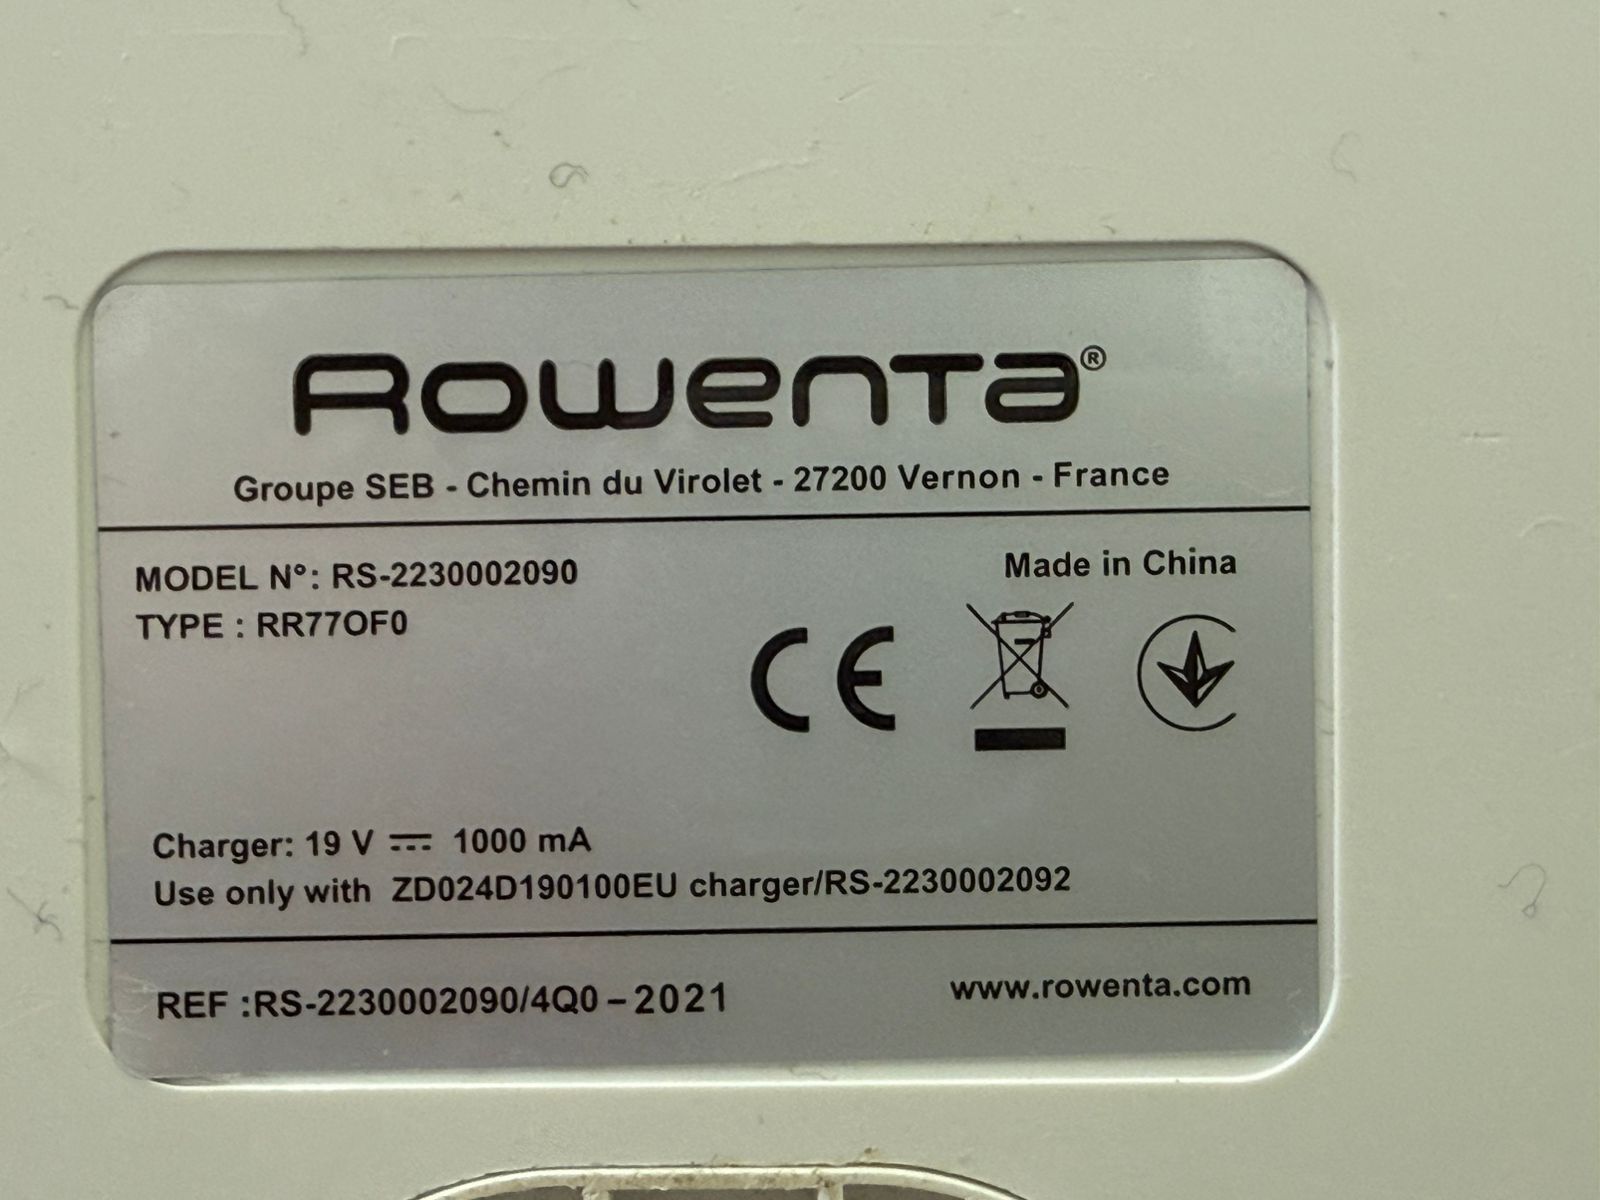 Rowenta®
Groupe SEB - Chemin du Virolet - 27200 Vernon - France
MODEL N°: RS-2230002090
TYPE : RR77OF0
Made in China
CE
Charger: 19 V ⎓ 1000 mA
Use only with ZD024D190100EU charger/RS-2230002092
REF :RS-2230002090/4Q0 – 2021
www.rowenta.com